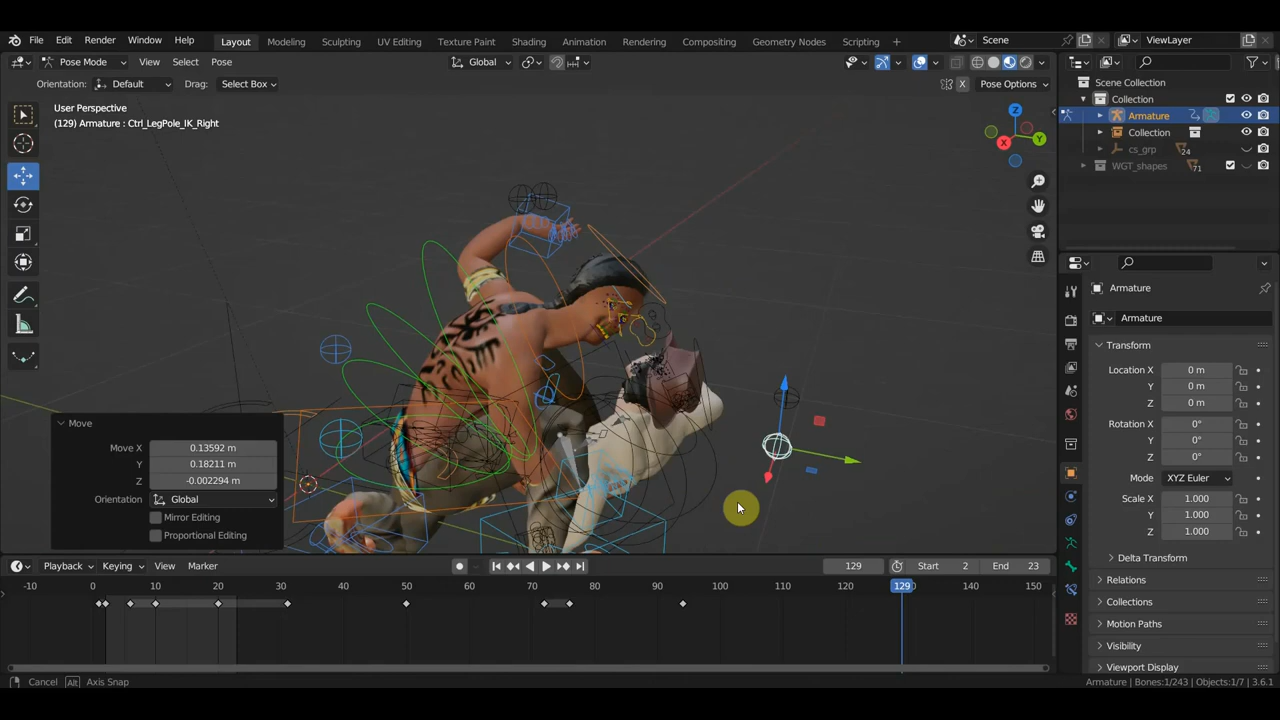 File Edit Render Window Help Layout Modeling Sculpting UV Editing Texture Paint Shading Animation Rendering Compositing Geometry Nodes Scripting + Scene ViewLayer
Pose Mode View Select Pose Global
Orientation: Default Drag: Select Box X Pose Options
User Perspective
(129) Armature : Ctrl_LegPole_IK_Right
Z
Y
X
Scene Collection
Collection
Armature
Collection
cs_grp 24
WGT_shapes 71
Armature
Armature
Transform
Location X 0 m
Y 0 m
Z 0 m
Rotation X 0°
Y 0°
Z 0°
Mode XYZ Euler
Scale X 1.000
Y 1.000
Z 1.000
Delta Transform
Relations
Collections
Motion Paths
Visibility
Viewport Display
Move
Move X 0.13592 m
Y 0.18211 m
Z -0.002294 m
Orientation Global
Mirror Editing
Proportional Editing
Playback Keying View Marker 129 Start 2 End 23
-10 0 10 20 30 40 50 60 70 80 90 100 110 120 129 140 150
Cancel Alt Axis Snap Armature | Bones:1/243 | Objects:1/7 | 3.6.1